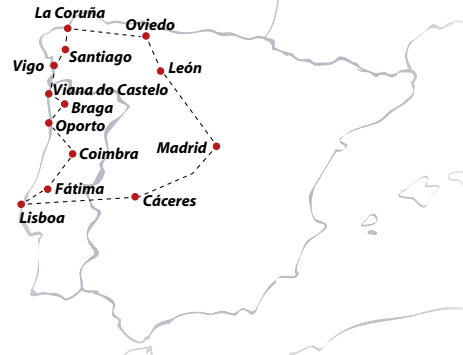 La Coruña
Oviedo
Santiago
Vigo
León
Viana do Castelo
Braga
Oporto
Madrid
Coimbra
Fátima
Cáceres
Lisboa